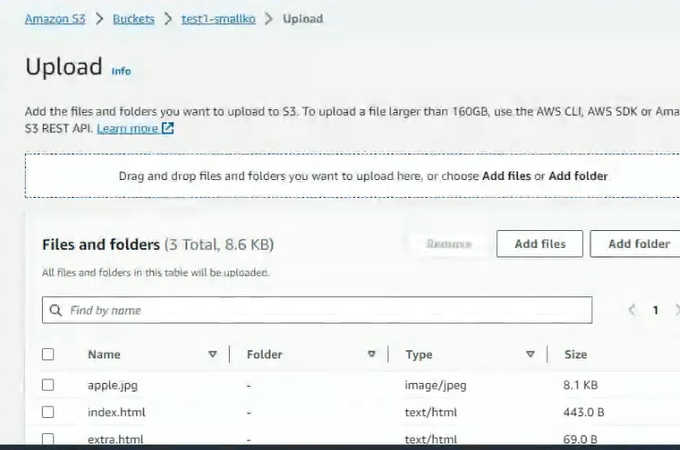 Amazon S3 > Buckets > test1-smallko > Upload
Upload Info
Add the files and folders you want to upload to S3. To upload a file larger than 160GB, use the AWS CLI, AWS SDK or Ama
S3 REST API. Learn more
Drag and drop files and folders you want to upload here, or choose Add files or Add folder
Files and folders (3 Total, 8.6 KB) Remove Add files Add folder
All files and folders in this table will be uploaded.
Find by name < 1 >
Name Folder Type Size
apple.jpg - image/jpeg 8.1 KB
index.html - text/html 443.0 B
extra.html - text/html 69.0 B